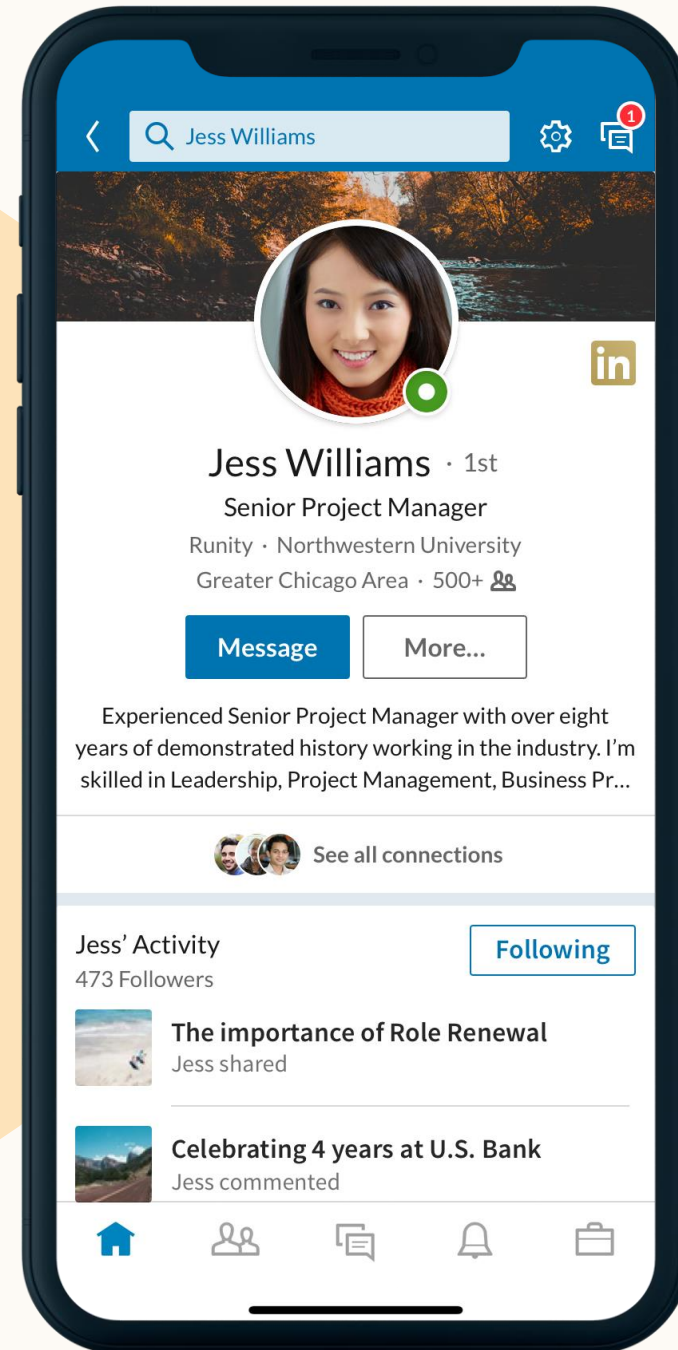 Jess Williams
1
in
Jess Williams · 1st
Senior Project Manager
Runity · Northwestern University
Greater Chicago Area · 500+
Message
More...
Experienced Senior Project Manager with over eight
years of demonstrated history working in the industry. I’m
skilled in Leadership, Project Management, Business Pr...
See all connections
Jess’ Activity
Following
473 Followers
The importance of Role Renewal
Jess shared
Celebrating 4 years at U.S. Bank
Jess commented